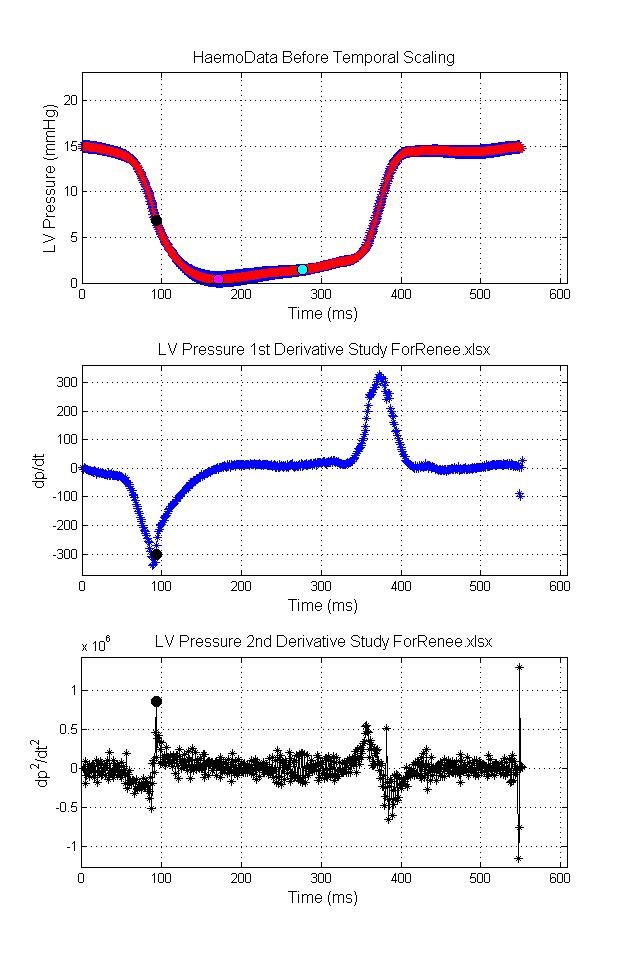 HaemoData Before Temporal Scaling
20
15
10
5
0
LV Pressure (mmHg)
0 100 200 300 400 500 600
Time (ms)
LV Pressure 1st Derivative Study ForRenee.xlsx
300
200
100
0
-100
-200
-300
dp/dt
0 100 200 300 400 500 600
Time (ms)
x 10^6
LV Pressure 2nd Derivative Study ForRenee.xlsx
1
0.5
0
-0.5
-1
dp^2/dt^2
0 100 200 300 400 500 600
Time (ms)